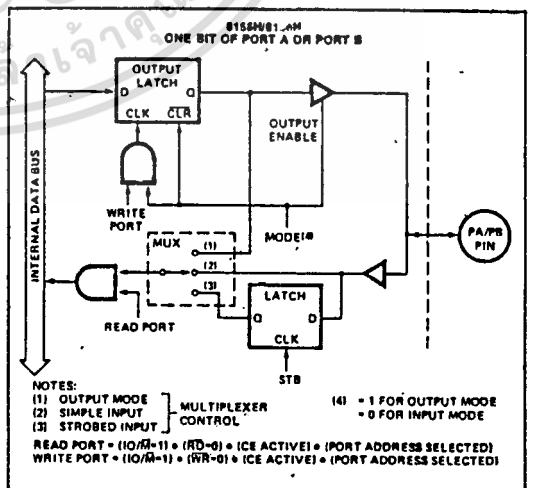 8155H/81
ONE BIT OF PORT A OR PORT B
OUTPUT
LATCH
D
Q
CLK
CLR
OUTPUT
ENABLE
INTERNAL DATA BUS
WRITE
PORT
MODE(4)
MUX
(1)
(2)
(3)
PA/PB
PIN
LATCH
Q
D
CLK
READ PORT
STB
NOTES:
(1) OUTPUT MODE
(2) SIMPLE INPUT
(3) STROBED INPUT
MULTIPLEXER
CONTROL
(4) = 1 FOR OUTPUT MODE
= 0 FOR INPUT MODE
READ PORT = (IO/M̅=1) • (R̅D̅=0) • (CE ACTIVE) • (PORT ADDRESS SELECTED)
WRITE PORT = (IO/M̅=1) • (W̅R̅=0) • (CE ACTIVE) • (PORT ADDRESS SELECTED)